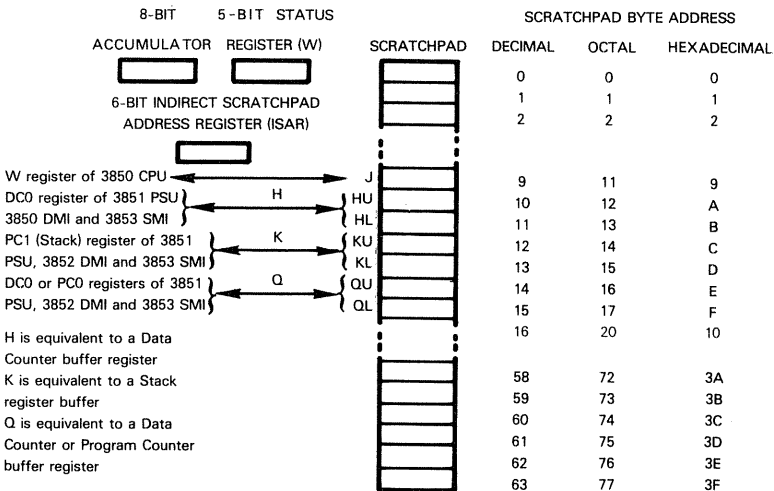 8-BIT 5-BIT STATUS SCRATCHPAD BYTE ADDRESS
ACCUMULATOR REGISTER (W) SCRATCHPAD DECIMAL OCTAL HEXADECIMAL
0 0 0
1 1 1
6-BIT INDIRECT SCRATCHPAD
2 2 2
ADDRESS REGISTER (ISAR)
W register of 3850 CPU J
9 11 9
DC0 register of 3851 PSU H HU
10 12 A
3850 DMI and 3853 SMI HL
11 13 B
PC1 (Stack) register of 3851 K KU
12 14 C
PSU, 3852 DMI and 3853 SMI KL
13 15 D
DC0 or PC0 registers of 3851 Q QU
14 16 E
PSU, 3852 DMI and 3853 SMI QL
15 17 F
16 20 10
H is equivalent to a Data
Counter buffer register
K is equivalent to a Stack
58 72 3A
register buffer
59 73 3B
Q is equivalent to a Data
60 74 3C
Counter or Program Counter
61 75 3D
buffer register
62 76 3E
63 77 3F